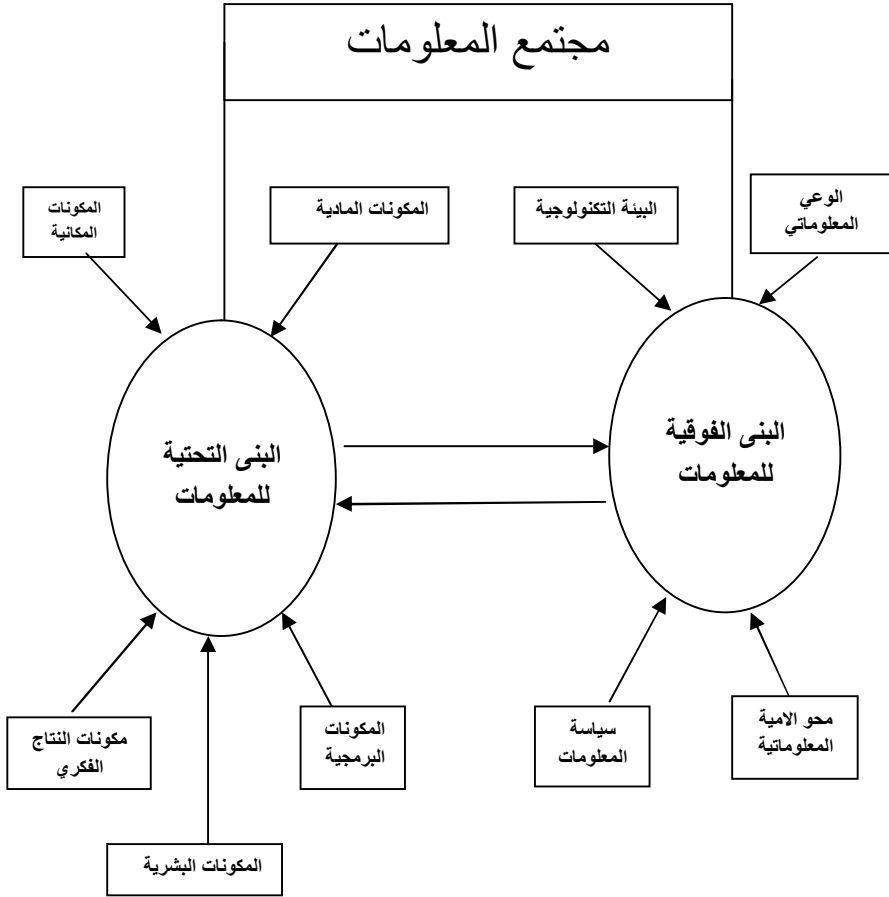 مجتمع المعلومات
الوعي
المعلوماتي
البيئة التكنولوجية
المكونات المادية
المكونات
المكانية
البنى الفوقية
للمعلومات
البنى التحتية
للمعلومات
محو الامية
المعلوماتية
سياسة
المعلومات
المكونات
البرمجية
مكونات النتاج
الفكري
المكونات البشرية